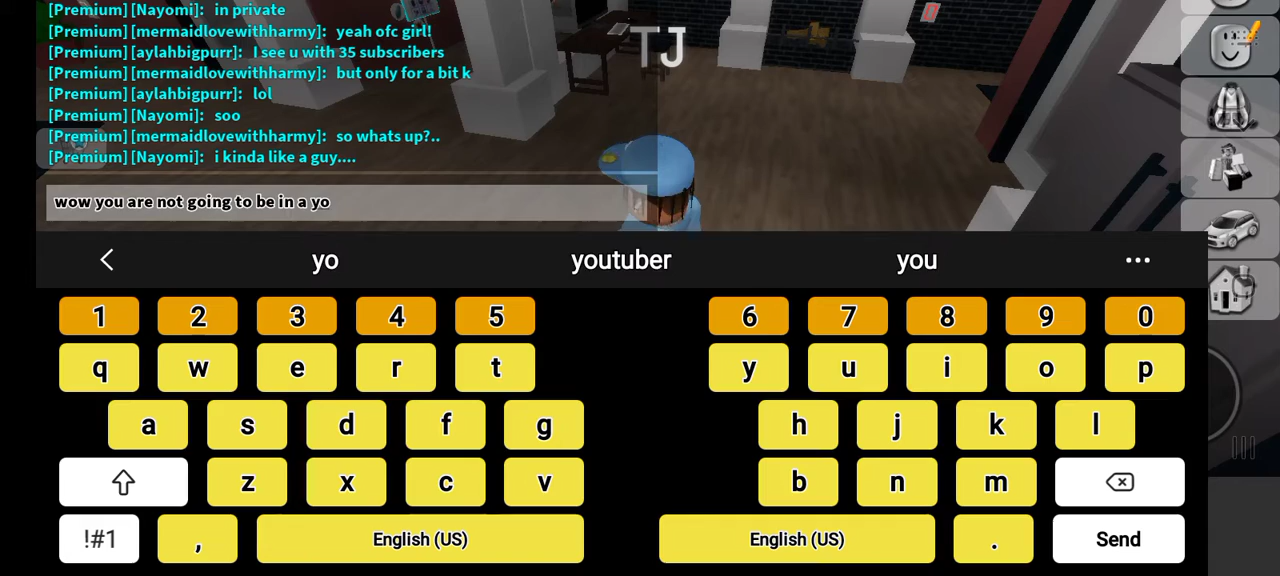 [Premium] [Nayomi]: in private
[Premium] [mermaidlovewithharmy]: yeah ofc girl!
[Premium] [aylahbigpurr]: I see u with 35 subscribers
[Premium] [mermaidlovewithharmy]: but only for a bit k
[Premium] [aylahbigpurr]: lol
[Premium] [Nayomi]: soo
[Premium] [mermaidlovewithharmy]: so whats up?..
[Premium] [Nayomi]: i kinda like a guy....
TJ
wow you are not going to be in a yo
yo youtuber you ...
1 2 3 4 5 6 7 8 9 0
q w e r t y u i o p
a s d f g h j k l
z x c v b n m
!#1 , English (US) English (US) . Send